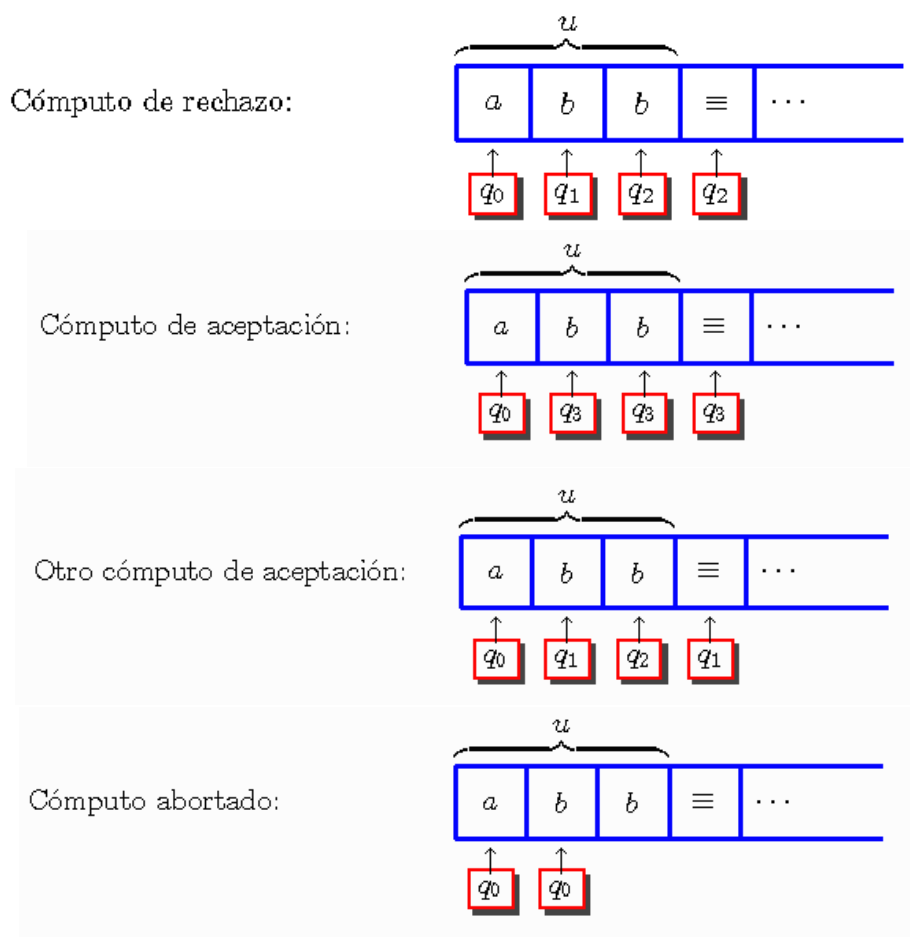 u
Cómputo de rechazo: a b b ≡ ···
q0 q1 q2 q2
u
Cómputo de aceptación: a b b ≡ ···
q0 q3 q3 q3
u
Otro cómputo de aceptación: a b b ≡ ···
q0 q1 q2 q1
u
Cómputo abortado: a b b ≡ ···
q0 q0